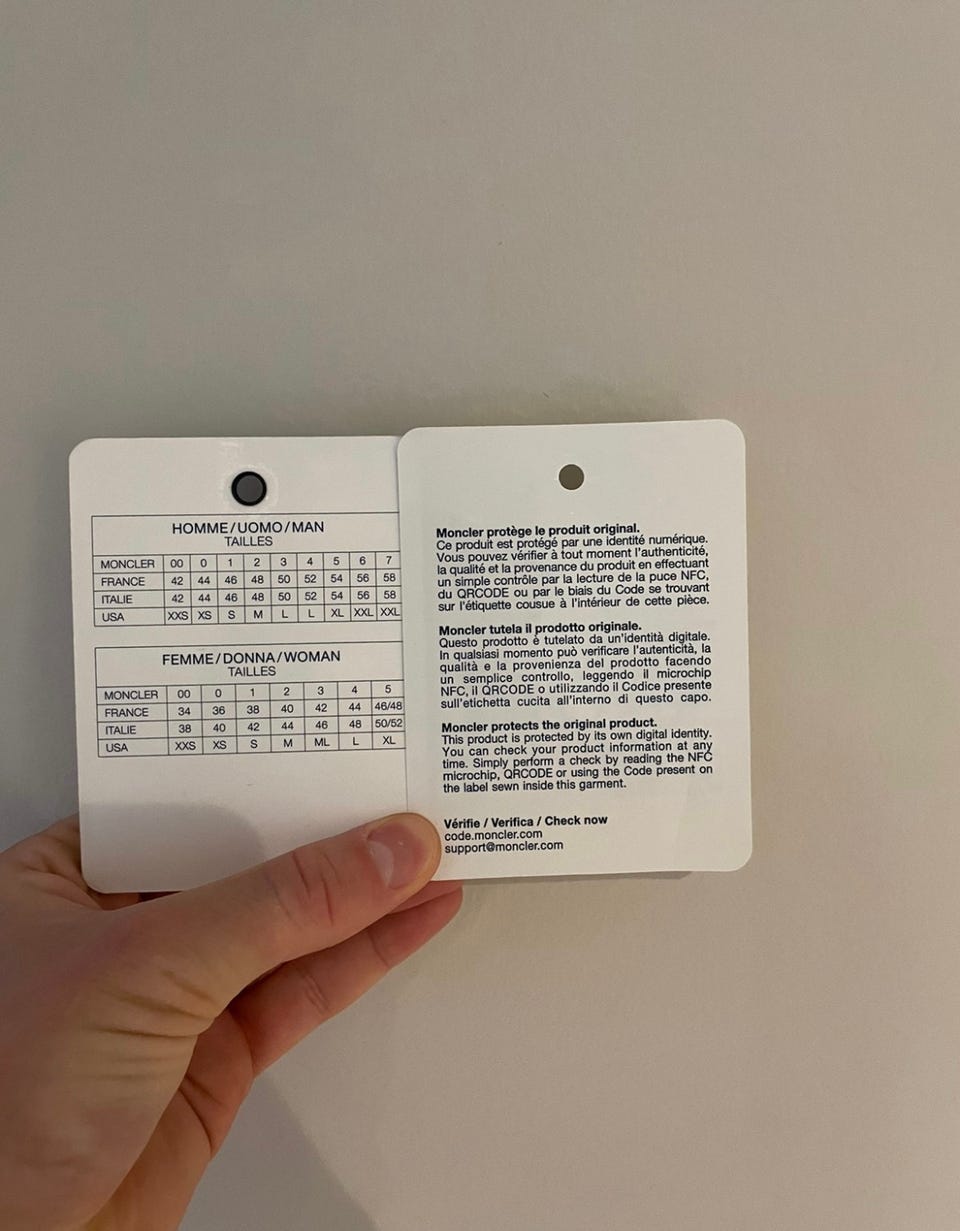 HOMME/UOMO/MAN
TAILLES
MONCLER 00 0 1 2 3 4 5 6 7
FRANCE 42 44 46 48 50 52 54 56 58
ITALIE 42 44 46 48 50 52 54 56 58
USA XXS XS S M L L XL XXL XXL
FEMME/DONNA/WOMAN
TAILLES
MONCLER 00 0 1 2 3 4 5
FRANCE 34 36 38 40 42 44 46/48
ITALIE 38 40 42 44 46 48 50/52
USA XXS XS S M ML L XL
Moncler protège le produit original.
Ce produit est protégé par une identité numérique.
Vous pouvez vérifier à tout moment l'authenticité,
la qualité et la provenance du produit en effectuant
un simple contrôle par la lecture de la puce NFC,
du QRCODE ou par le biais du Code se trouvant
sur l'étiquette cousue à l'intérieur de cette pièce.
Moncler tutela il prodotto originale.
Questo prodotto è tutelato da un'identità digitale.
In qualsiasi momento può verificare l'autenticità, la
qualità e la provenienza del prodotto facendo
un semplice controllo, leggendo il microchip
NFC, il QRCODE o utilizzando il Codice presente
sull'etichetta cucita all'interno di questo capo.
Moncler protects the original product.
This product is protected by its own digital identity.
You can check your product information at any
time. Simply perform a check by reading the NFC
microchip, QRCODE or using the Code present on
the label sewn inside this garment.
Vérifie / Verifica / Check now
code.moncler.com
support@moncler.com